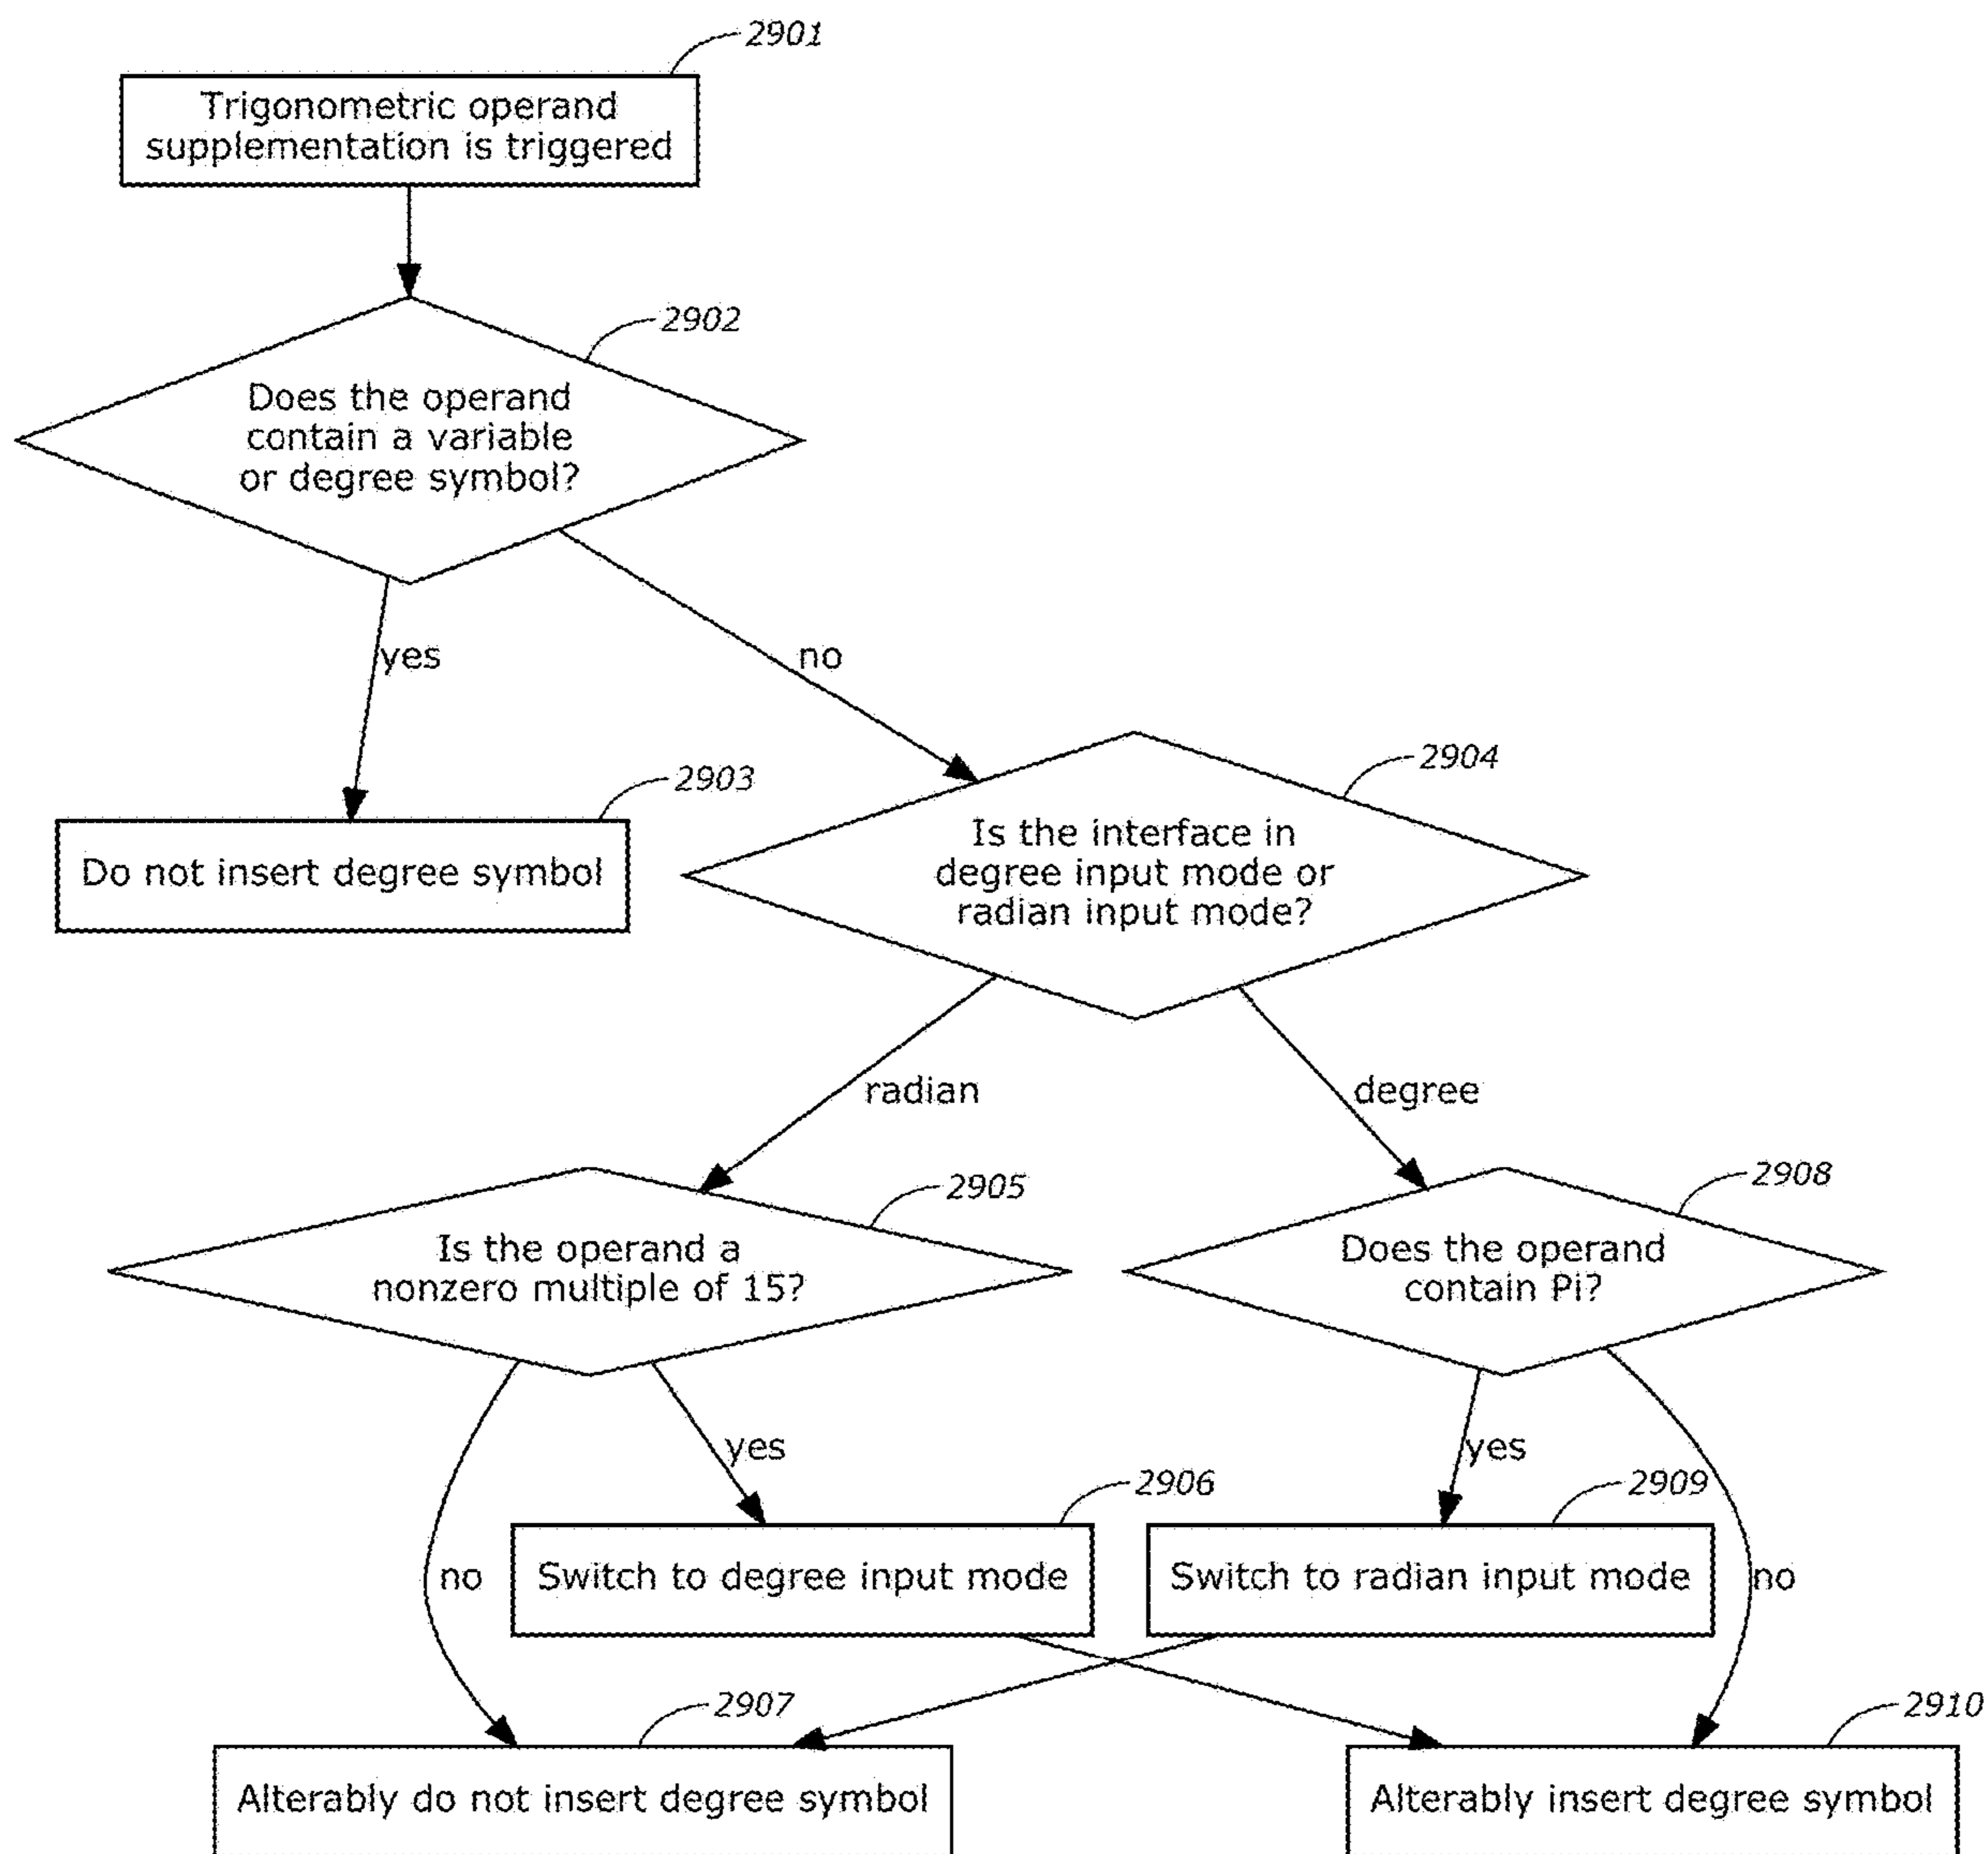 2901
Trigonometric operand
supplementation is triggered
2902
Does the operand
contain a variable
or degree symbol?
yes
no
2903
Do not insert degree symbol
2904
Is the interface in
degree input mode or
radian input mode?
radian
degree
2905
Is the operand a
nonzero multiple of 15?
2908
Does the operand
contain Pi?
yes
yes
2906
2909
no
Switch to degree input mode
Switch to radian input mode
no
2907
Alterably do not insert degree symbol
2910
Alterably insert degree symbol